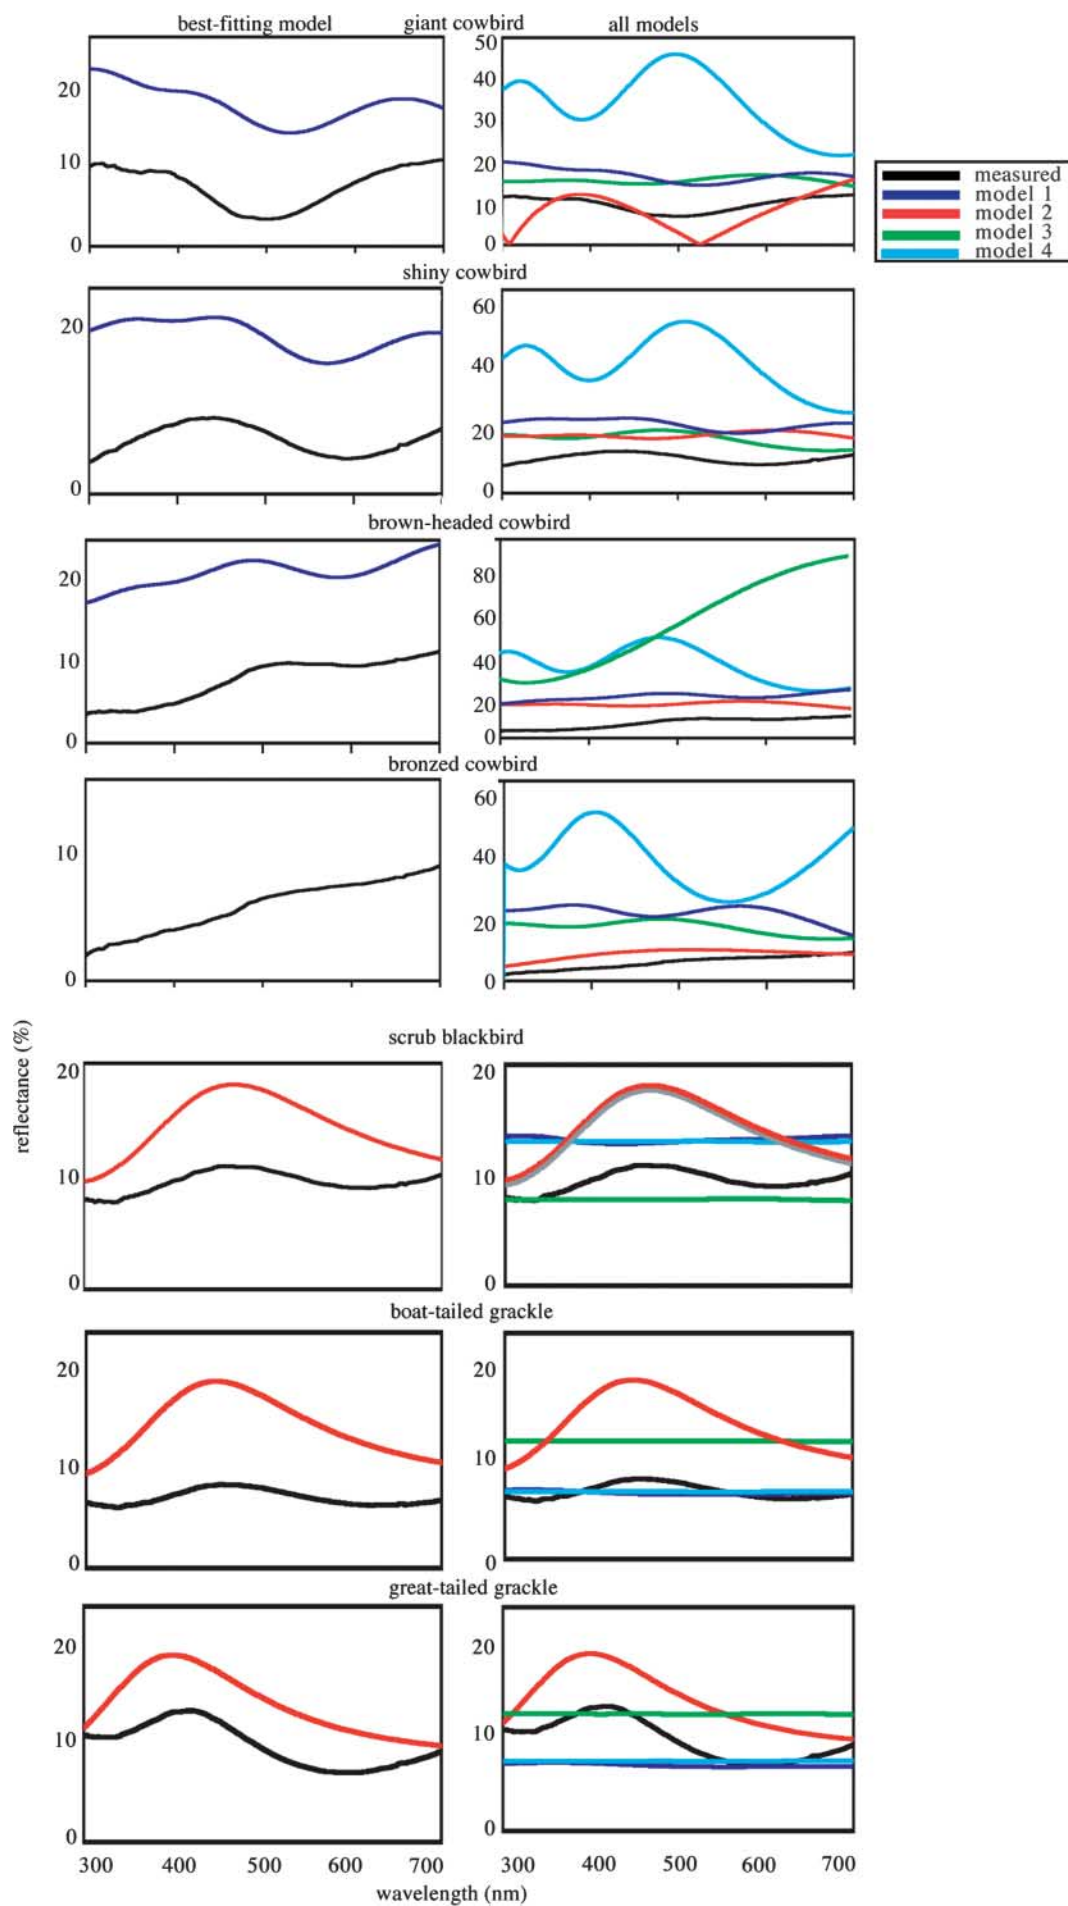 best-fitting model giant cowbird all models
20
10
0
50
40
30
20
10
0
measured
model 1
model 2
model 3
model 4
shiny cowbird
20
0
60
40
20
0
brown-headed cowbird
20
10
0
80
60
40
20
0
bronzed cowbird
10
0
60
40
20
0
reflectance (%)
scrub blackbird
20
10
0
20
10
0
boat-tailed grackle
20
10
0
20
10
0
great-tailed grackle
20
10
0
20
10
0
300 400 500 600 700
300 400 500 600 700
wavelength (nm)